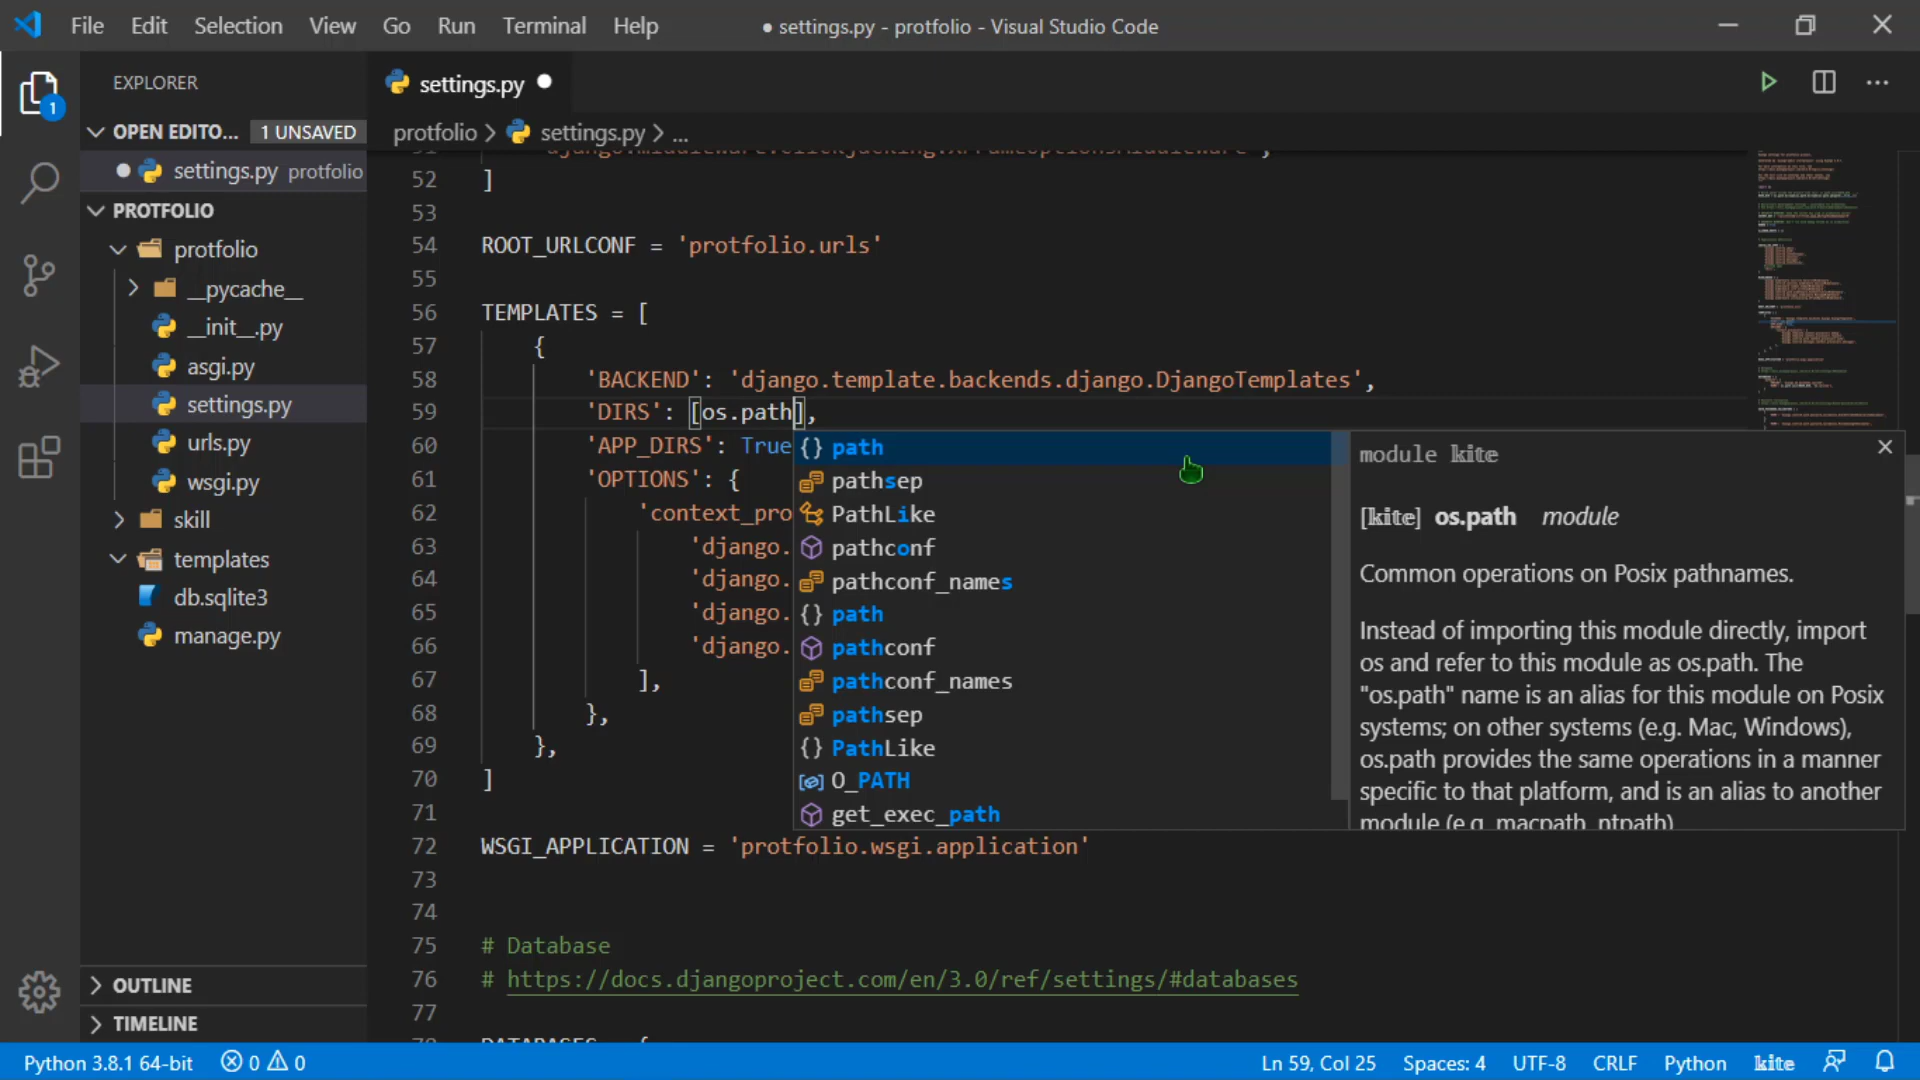 File Edit Selection View Go Run Terminal Help
● settings.py - protfolio - Visual Studio Code
EXPLORER
OPEN EDITO... 1 UNSAVED
settings.py protfolio
PROTFOLIO
protfolio
__pycache__
__init__.py
asgi.py
settings.py
urls.py
wsgi.py
skill
templates
db.sqlite3
manage.py
OUTLINE
TIMELINE
settings.py
protfolio > settings.py > ...
52 ]
53
54 ROOT_URLCONF = 'protfolio.urls'
55
56 TEMPLATES = [
57 {
58 'BACKEND': 'django.template.backends.django.DjangoTemplates',
59 'DIRS': [os.path],
60 'APP_DIRS': True
61 'OPTIONS': {
62 'context_pro
63 'django.
64 'django.
65 'django.
66 'django.
67 ],
68 },
69 },
70 ]
71
72 WSGI_APPLICATION = 'protfolio.wsgi.application'
73
74
75 # Database
76 # https://docs.djangoproject.com/en/3.0/ref/settings/#databases
77
path
pathsep
PathLike
pathconf
pathconf_names
path
pathconf
pathconf_names
pathsep
PathLike
O_PATH
get_exec_path
module kite
[kite] os.path module
Common operations on Posix pathnames.
Instead of importing this module directly, import
os and refer to this module as os.path. The
"os.path" name is an alias for this module on Posix
systems; on other systems (e.g. Mac, Windows),
os.path provides the same operations in a manner
specific to that platform, and is an alias to another
module (e.g. macpath, ntpath)
Python 3.8.1 64-bit 0 0 Ln 59, Col 25 Spaces: 4 UTF-8 CRLF Python kite